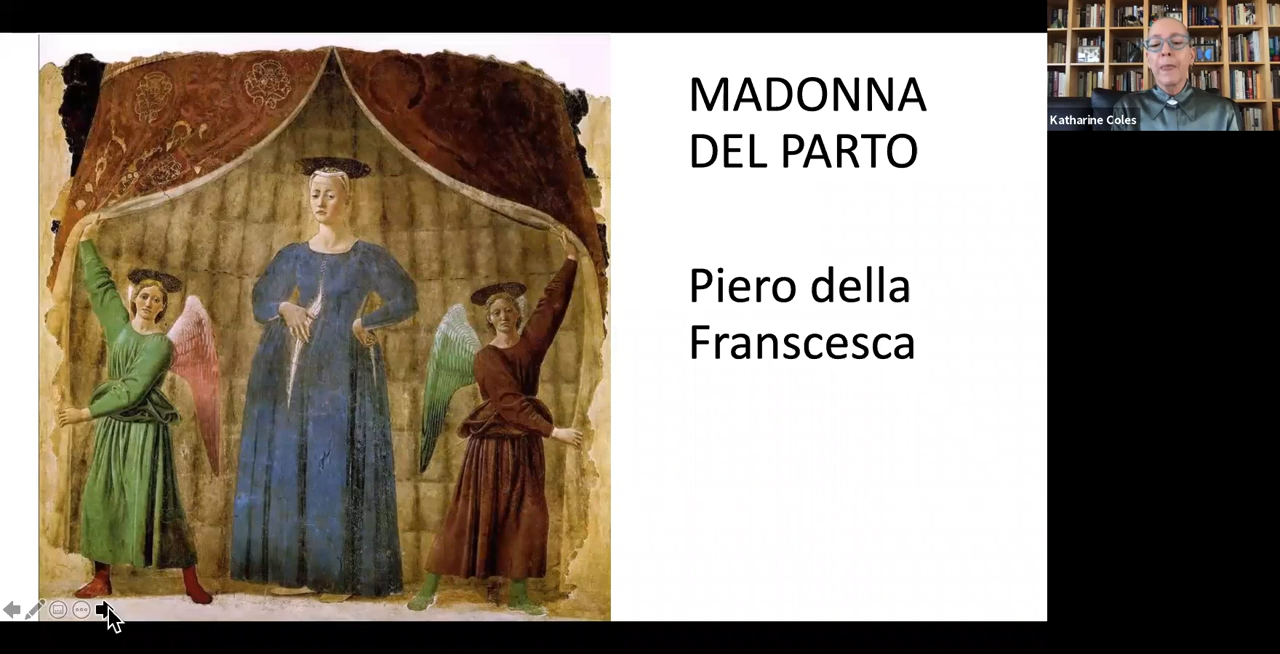 MADONNA
DEL PARTO
Piero della
Franscesca
Katharine Coles